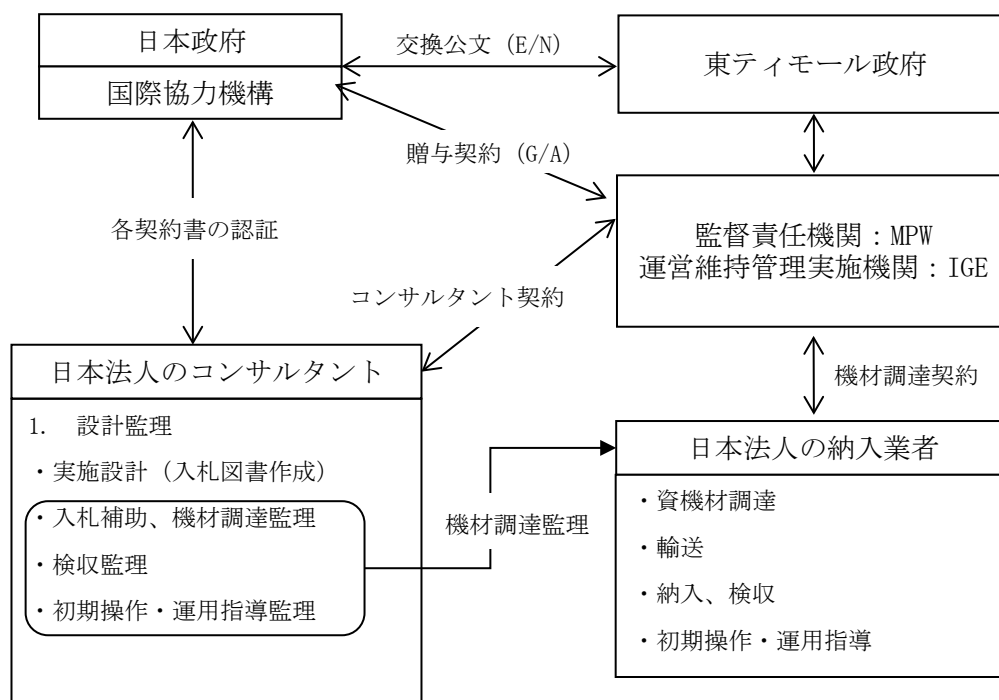 日本政府
国際協力機構
交換公文 (E/N)
東ティモール政府
贈与契約 (G/A)
各契約書の認証
監督責任機関：MPW
運営維持管理実施機関：IGE
コンサルタント契約
機材調達契約
日本法人のコンサルタント
1. 設計監理
・実施設計（入札図書作成）
・入札補助、機材調達監理
・検収監理
・初期操作・運用指導監理
機材調達監理
日本法人の納入業者
・資機材調達
・輸送
・納入、検収
・初期操作・運用指導